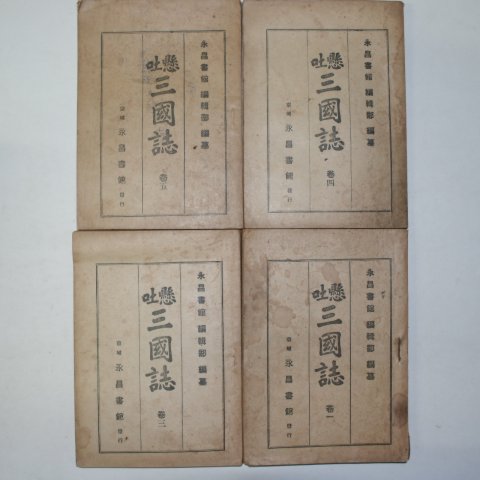 永昌書館 編輯部 編纂
懸吐 三國誌 卷五
京城 永昌書館 發行
永昌書館 編輯部 編纂
懸吐 三國誌 卷四
京城 永昌書館 發行
永昌書館 編輯部 編纂
懸吐 三國誌 卷三
京城 永昌書館 發行
永昌書館 編輯部 編纂
懸吐 三國誌 卷一
京城 永昌書館 發行